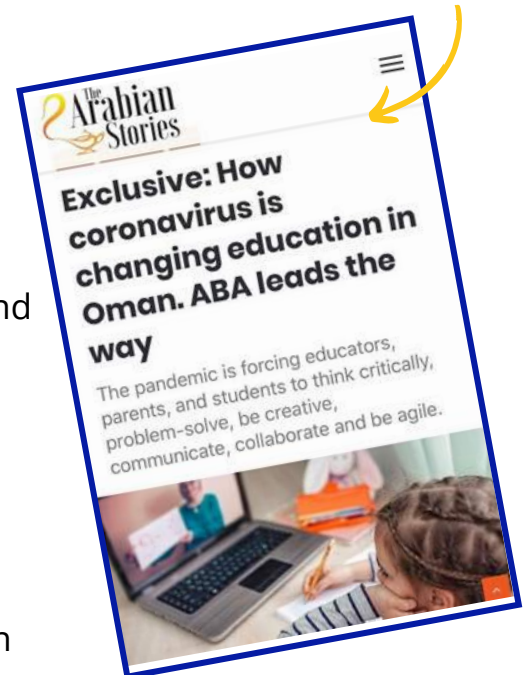 The
Arabian
Stories
Exclusive: How
coronavirus is
changing education in
Oman. ABA leads the
way
The pandemic is forcing educators,
parents, and students to think critically,
problem-solve, be creative,
communicate, collaborate and be agile.
nd
n